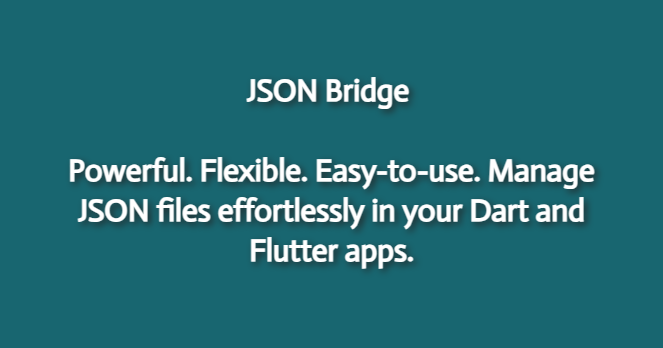 JSON Bridge
Powerful. Flexible. Easy-to-use. Manage
JSON files effortlessly in your Dart and
Flutter apps.